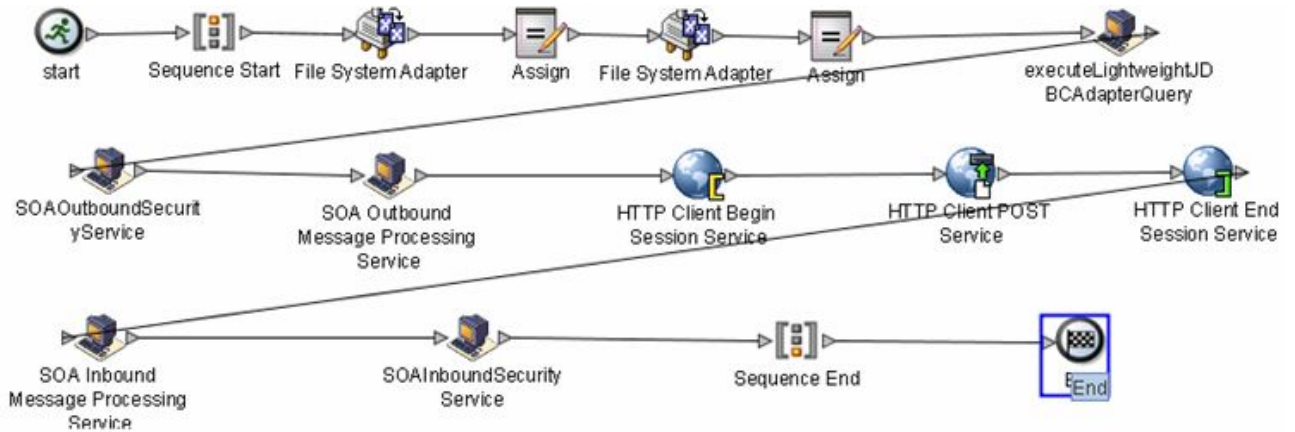 start
Sequence Start
File System Adapter
Assign
File System Adapter
Assign
executeLightweightJD
BCAdapterQuery
SOAOutboundSecurit
yService
SOA Outbound
Message Processing
Service
HTTP Client Begin
Session Service
HTTP Client POST
Service
HTTP Client End
Session Service
SOA Inbound
Message Processing
Service
SOAInboundSecurity
Service
Sequence End
End